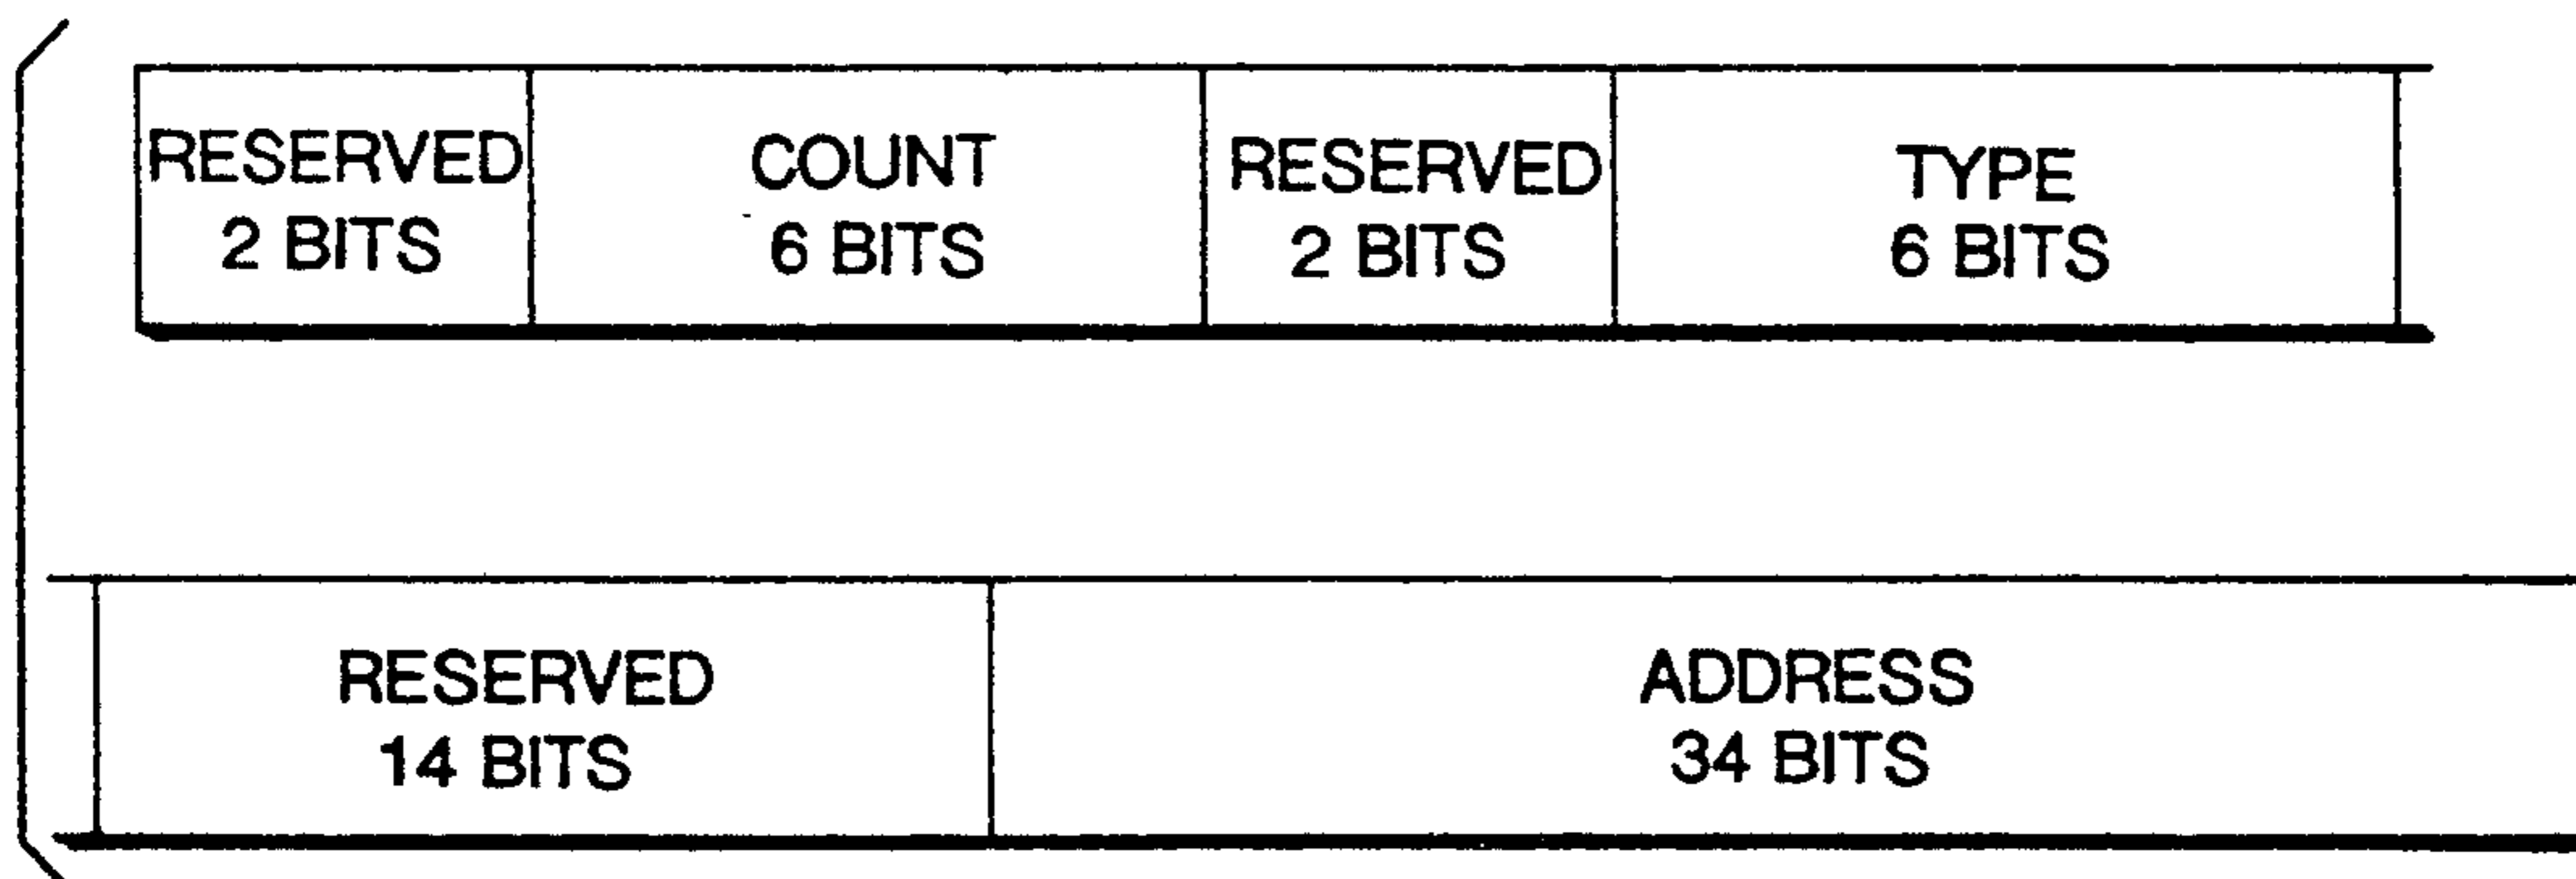 RESERVED
2 BITS
COUNT
6 BITS
RESERVED
2 BITS
TYPE
6 BITS
RESERVED
14 BITS
ADDRESS
34 BITS